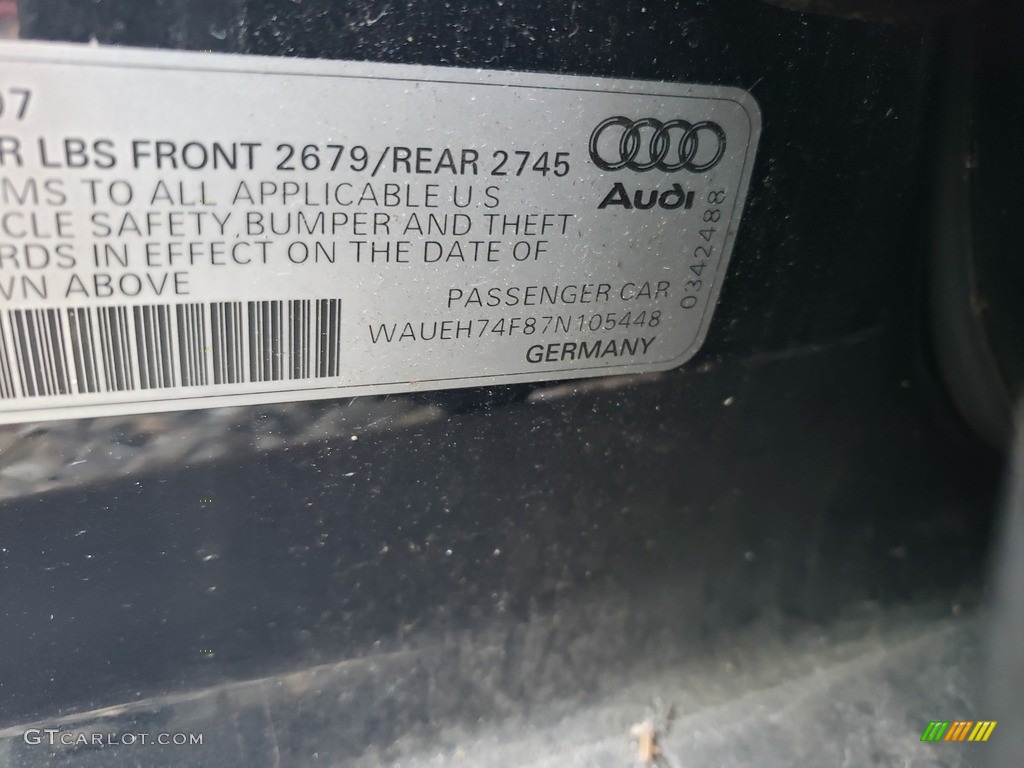 07
R LBS FRONT 2679/REAR 2745
MS TO ALL APPLICABLE U.S
CLE SAFETY, BUMPER AND THEFT
RDS IN EFFECT ON THE DATE OF
WN ABOVE
Audi
0342488
PASSENGER CAR
WAUEH74F87N105448
GERMANY
GTCARLOT.COM